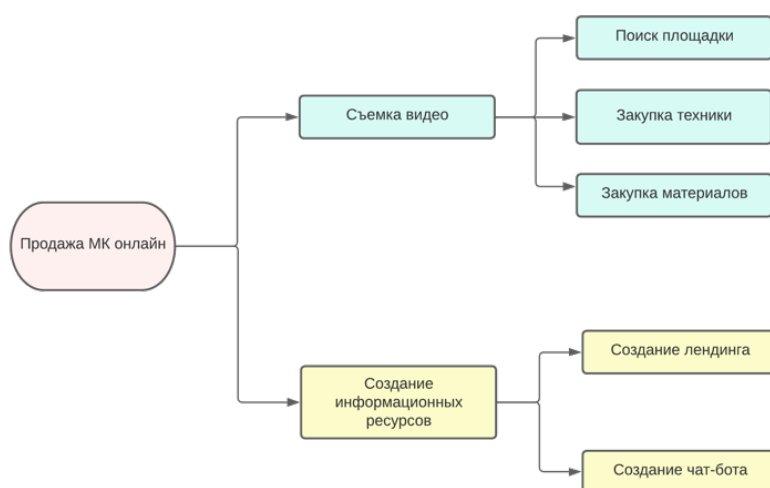 Продажа МК онлайн
Съемка видео
Поиск площадки
Закупка техники
Закупка материалов
Создание
информационных
ресурсов
Создание лендинга
Создание чат-бота